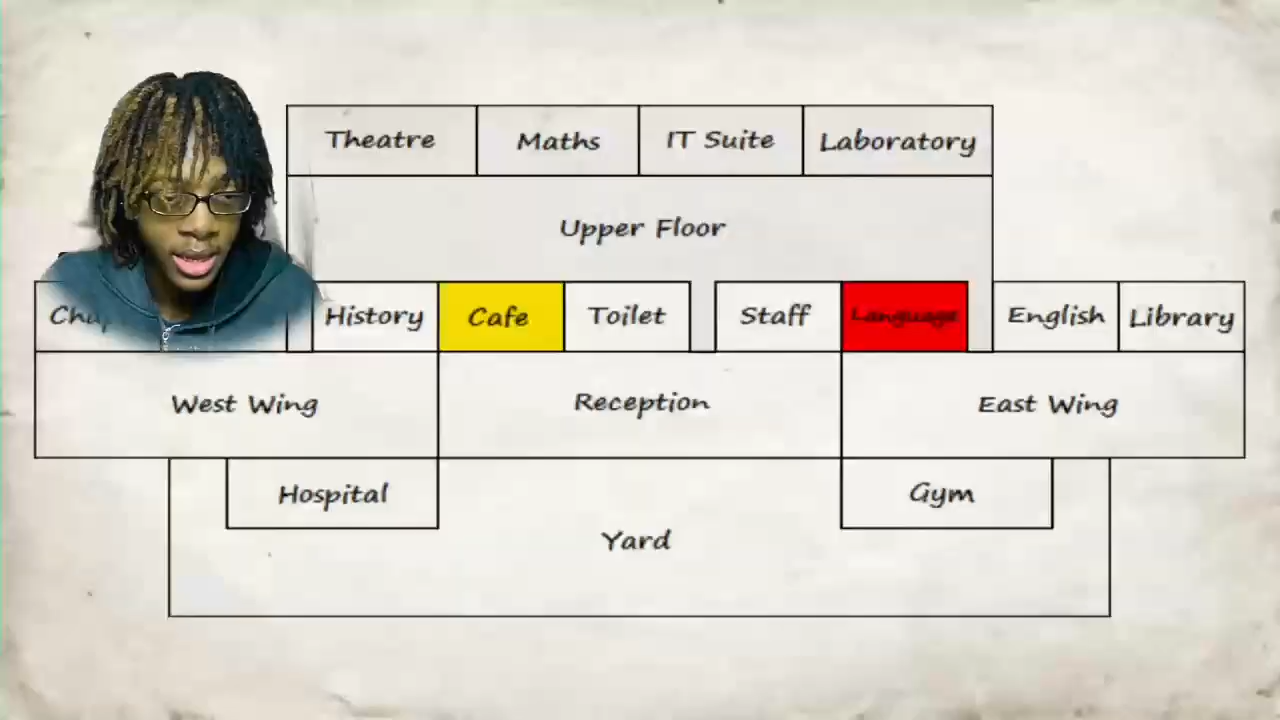 Theatre Maths IT Suite Laboratory
Upper Floor
History Cafe Toilet Staff Language English Library
West Wing Reception East Wing
Hospital Gym
Yard